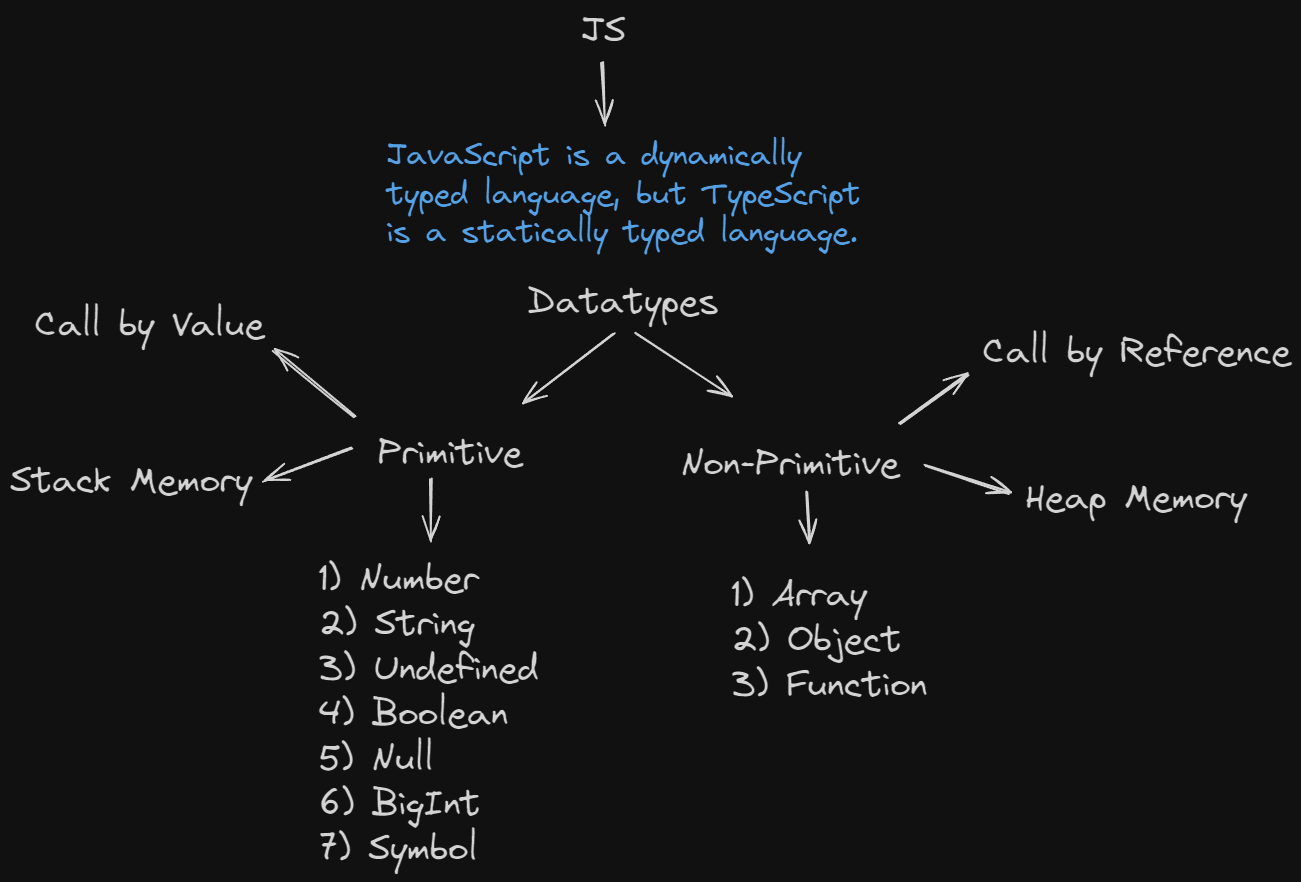 JS
JavaScript is a dynamically
typed language, but TypeScript
is a statically typed language.
Datatypes
Call by Value
Call by Reference
Primitive
Non-Primitive
Stack Memory
Heap Memory
1) Number
2) String
3) Undefined
4) Boolean
5) Null
6) BigInt
7) Symbol
1) Array
2) Object
3) Function